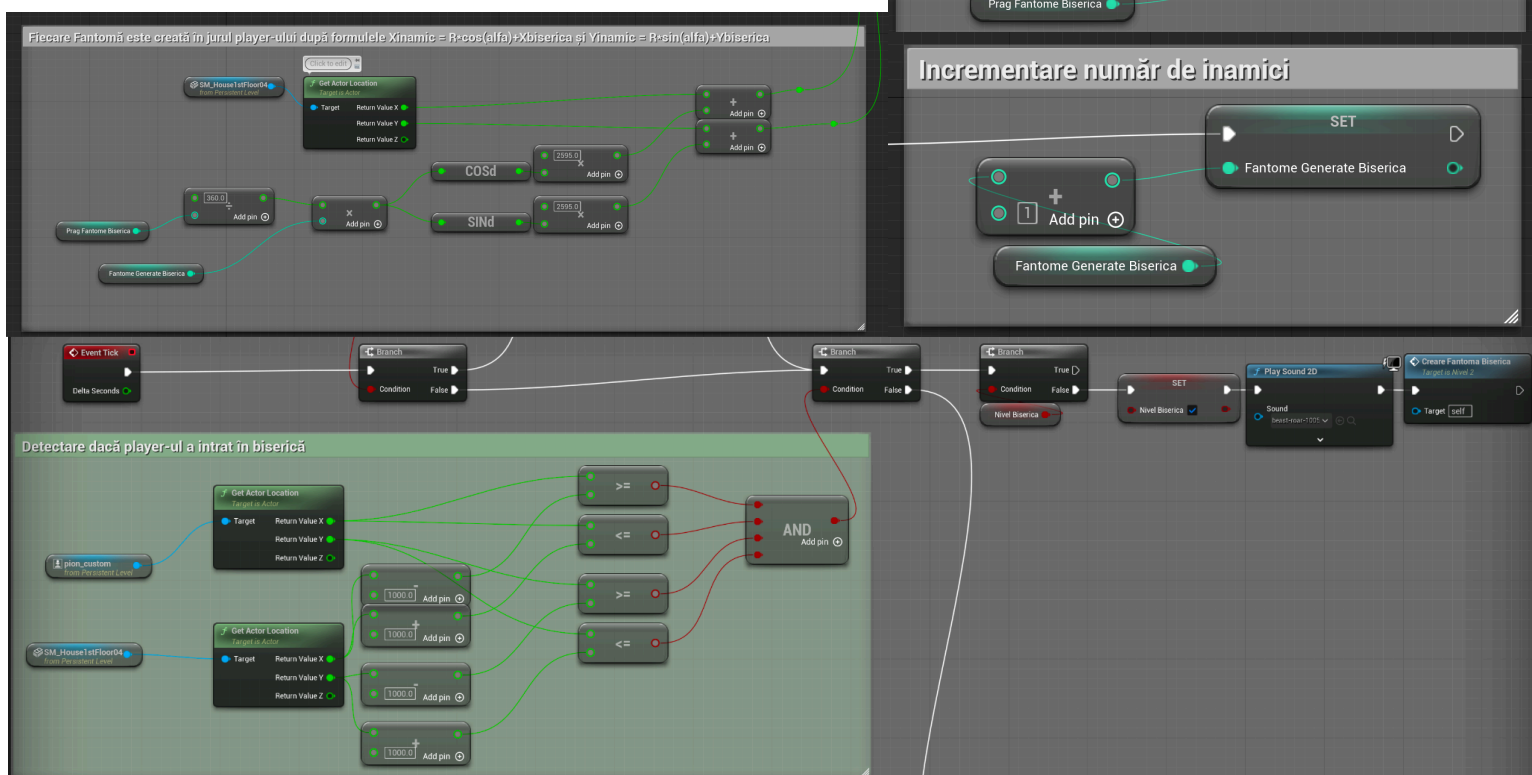 Prag Fantome Biserica
Fiecare Fantomă este creată în jurul player-ului după formulele Xinamic = R*cos(alfa)+Xbiserica și Yinamic = R*sin(alfa)+Ybiserica
Click to edit
SM_House1stFloor04
from Persistent Level
Get Actor Location
Target is Actor
Target
Return Value X
Return Value Y
Return Value Z
+
Add pin
+
Add pin
COSd
2595.0
×
Add pin
SINd
2595.0
×
Add pin
360.0
÷
Add pin
×
Add pin
Prag Fantome Biserica
Fantome Generate Biserica
Incrementare număr de inamici
SET
Fantome Generate Biserica
+
1
Add pin
Fantome Generate Biserica
Event Tick
Delta Seconds
Branch
Condition
True
False
Branch
Condition
True
False
Branch
Condition
True
False
Nivel Biserica
SET
Nivel Biserica
Play Sound 2D
Sound
beast-roar-1005
Creare Fantoma Biserica
Target is Nivel 2
Target
self
Detectare dacă player-ul a intrat în biserică
Get Actor Location
Target is Actor
Target
Return Value X
Return Value Y
Return Value Z
pion_custom
from Persistent Level
SM_House1stFloor04
from Persistent Level
Get Actor Location
Target is Actor
Target
Return Value X
Return Value Y
Return Value Z
-
1000.0
Add pin
+
1000.0
Add pin
-
1000.0
Add pin
+
1000.0
Add pin
>=
<=
>=
<=
AND
Add pin